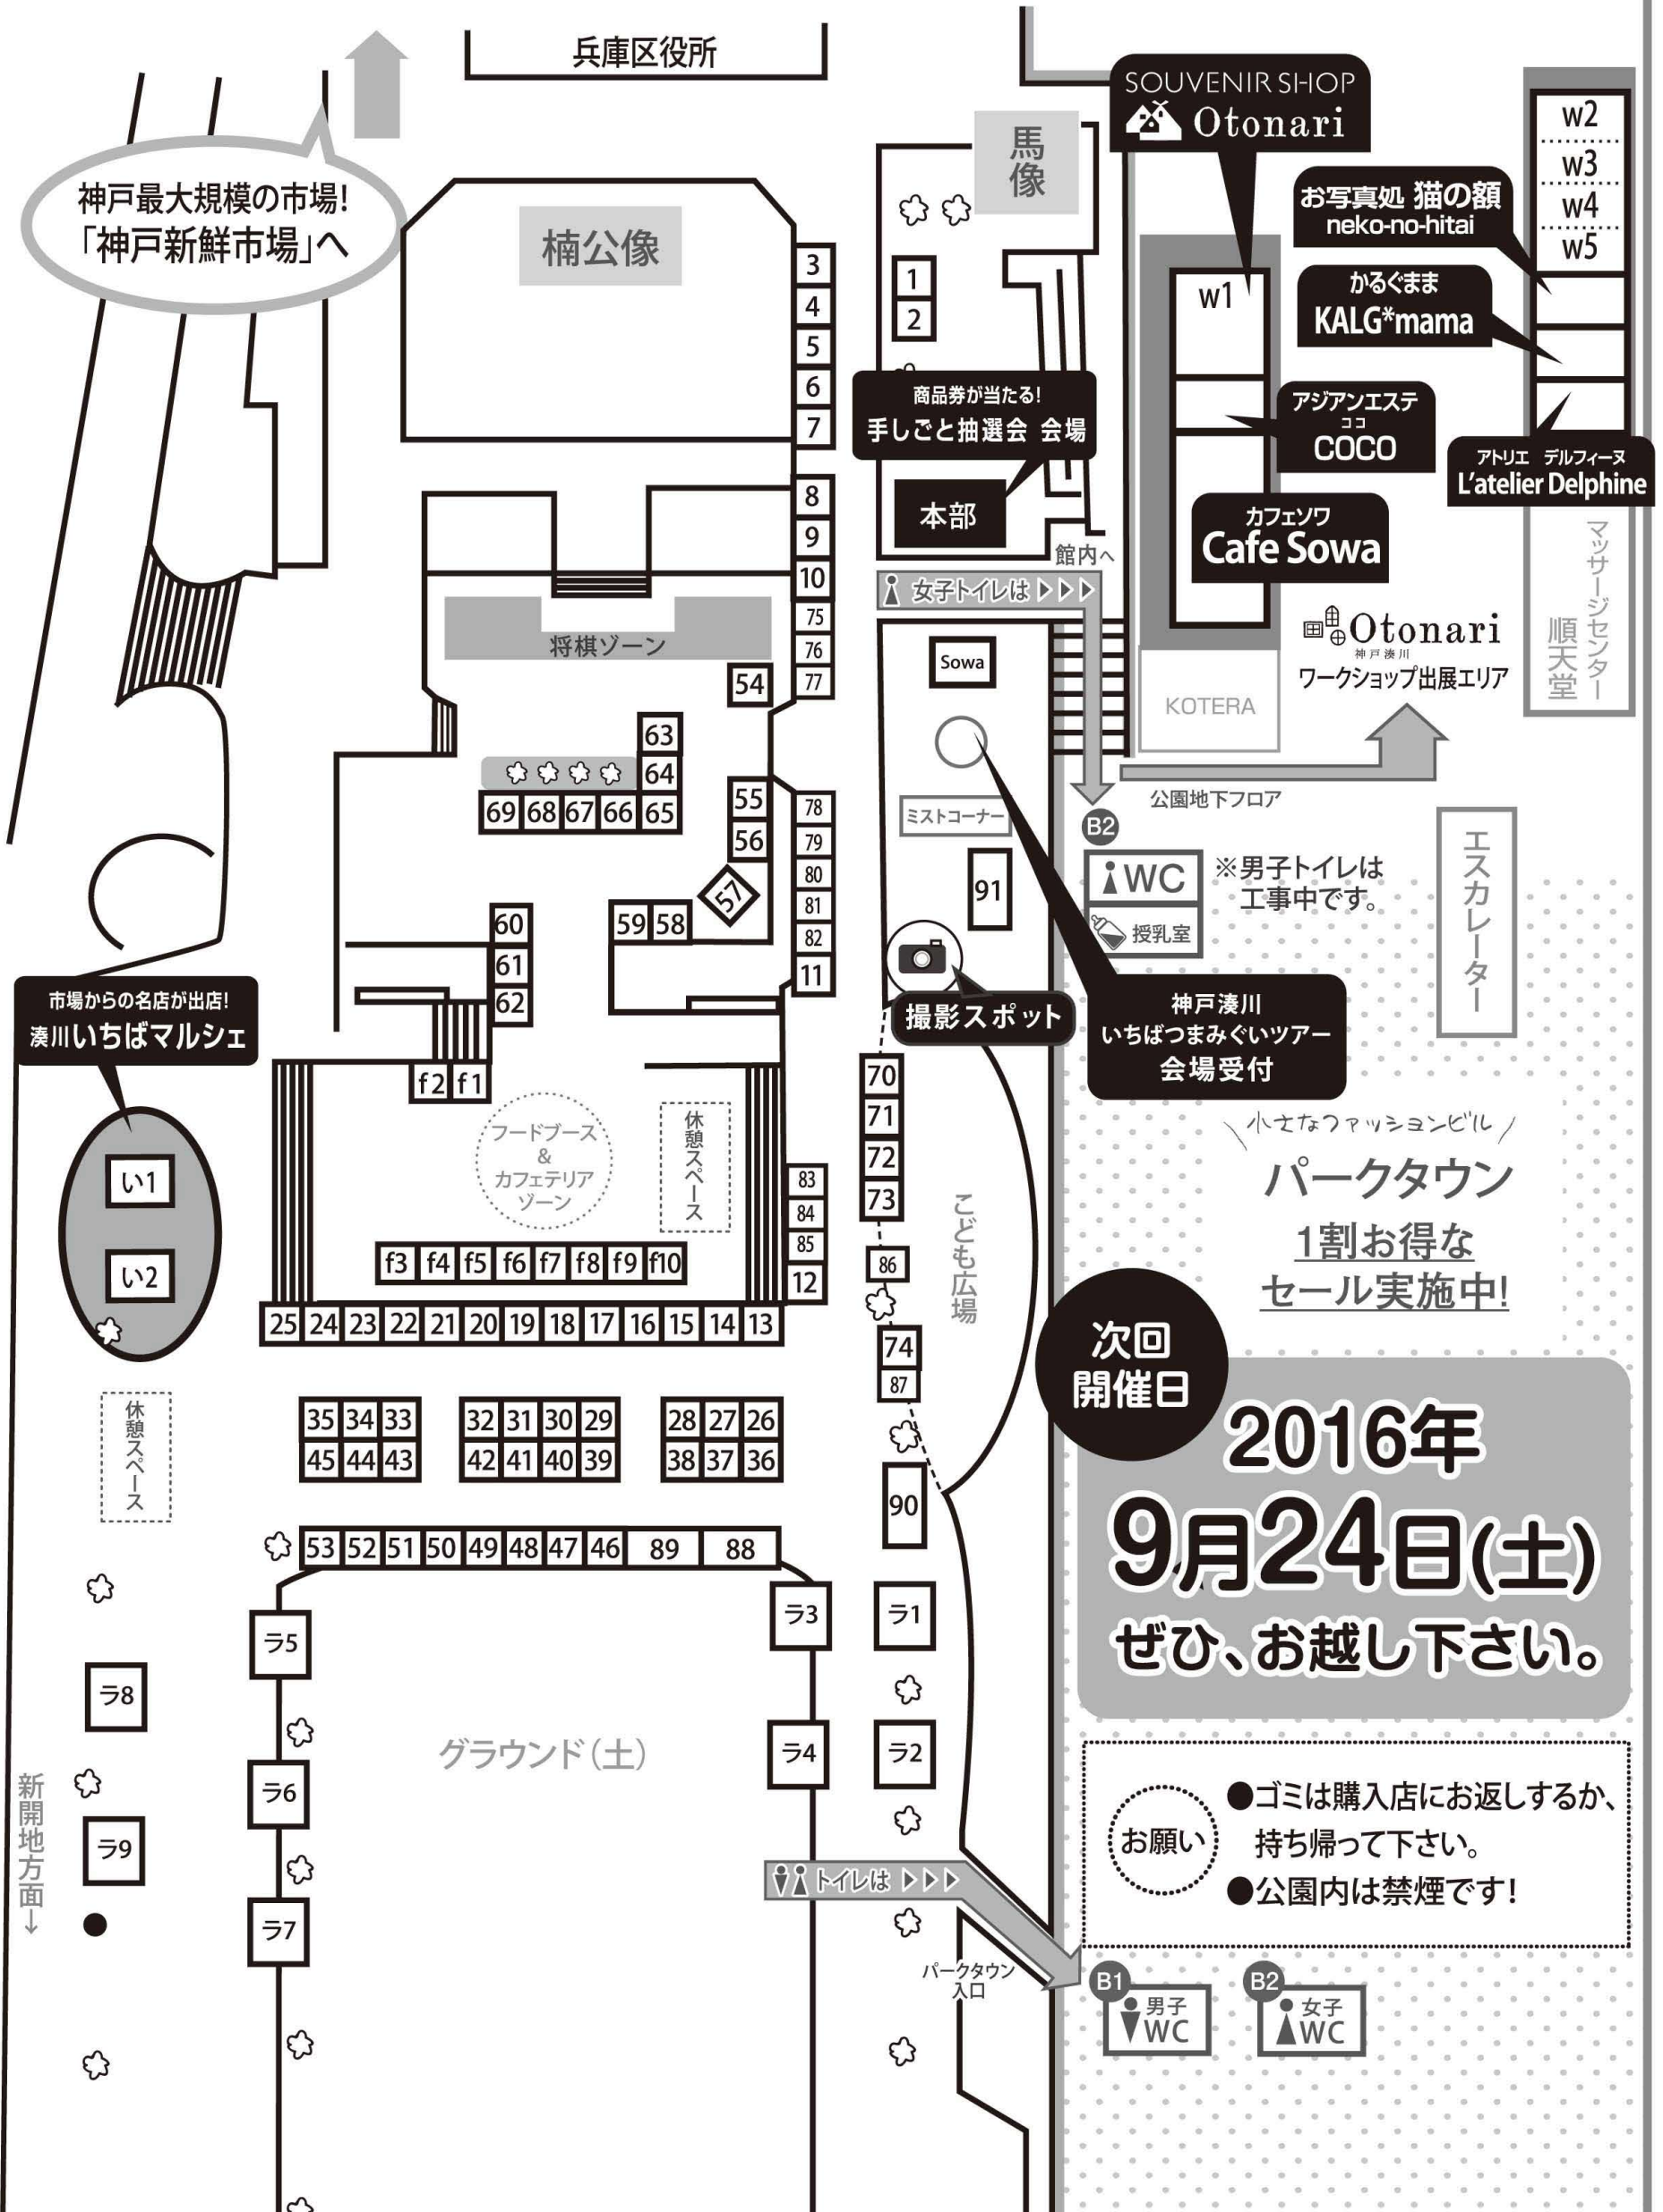 兵庫区役所
神戸最大規模の市場!
「神戸新鮮市場」へ
楠公像
馬像
SOUVENIR SHOP
Otonari
w1
w2
w3
w4
w5
お写真処 猫の額
neko-no-hitai
かるぐまま
KALG*mama
アジアンエステ
ココ
COCO
アトリエ デルフィーヌ
L'atelier Delphine
カフェソワ
Cafe Sowa
マッサージセンター
順天堂
Otonari
神戸湊川
ワークショップ出展エリア
KOTERA
公園地下フロア
エスカレーター
1
2
商品券が当たる!
手しごと抽選会 会場
本部
館内へ
女子トイレは
3
4
5
6
7
8
9
10
75
76
77
将棋ゾーン
54
63
64
69 68 67 66 65
55
56
57
59 58
78
79
80
81
82
11
60
61
62
Sowa
ミストコーナー
91
撮影スポット
B2
WC
授乳室
※男子トイレは
工事中です。
神戸湊川
いちばつまみぐいツアー
会場受付
市場からの名店が出店!
湊川いちばマルシェ
い1
い2
休憩スペース
f2 f1
フードブース
&
カフェテリア
ゾーン
休憩スペース
f3 f4 f5 f6 f7 f8 f9 f10
83
84
85
12
25 24 23 22 21 20 19 18 17 16 15 14 13
70
71
72
73
86
74
87
90
こども広場
35 34 33
45 44 43
32 31 30 29
42 41 40 39
28 27 26
38 37 36
53 52 51 50 49 48 47 46 89 88
ラ3
ラ1
ラ5
ラ8
ラ4
ラ2
ラ6
ラ9
ラ7
グラウンド(土)
新開地方面↓
トイレは
パークタウン
入口
小さなファッションビル
パークタウン
1割お得な
セール実施中!
次回
開催日
2016年
9月24日(土)
ぜひ、お越し下さい。
お願い
●ゴミは購入店にお返しするか、
持ち帰って下さい。
●公園内は禁煙です!
B1
男子
WC
B2
女子
WC